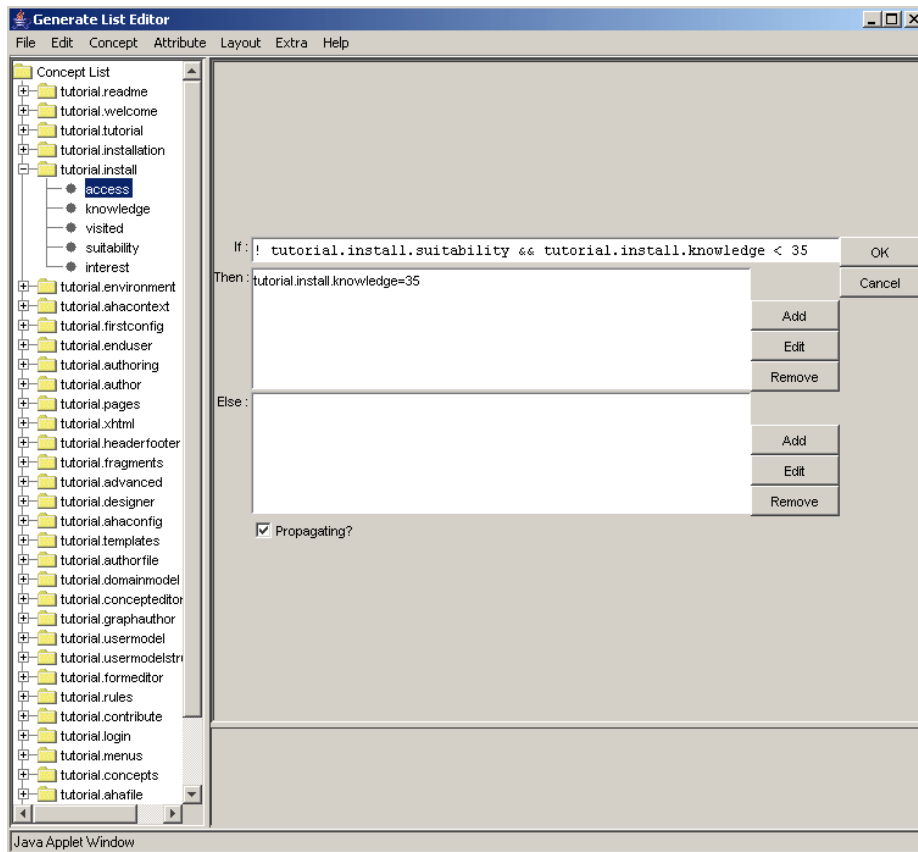 Generate List Editor
File Edit Concept Attribute Layout Extra Help
Concept List
tutorial.readme
tutorial.welcome
tutorial.tutorial
tutorial.installation
tutorial.install
access
knowledge
visited
suitability
interest
tutorial.environment
tutorial.ahacontext
tutorial.firstconfig
tutorial.enduser
tutorial.authoring
tutorial.author
tutorial.pages
tutorial.xhtml
tutorial.headerfooter
tutorial.fragments
tutorial.advanced
tutorial.designer
tutorial.ahaconfig
tutorial.templates
tutorial.authorfile
tutorial.domainmodel
tutorial.concepteditor
tutorial.graphauthor
tutorial.usermodel
tutorial.usermodelstru
tutorial.formeditor
tutorial.rules
tutorial.contribute
tutorial.login
tutorial.menus
tutorial.concepts
tutorial.ahafile
If : ! tutorial.install.suitability && tutorial.install.knowledge < 35
OK
Then : tutorial.install.knowledge=35
Cancel
Add
Edit
Remove
Else :
Add
Edit
Remove
Propagating?
Java Applet Window